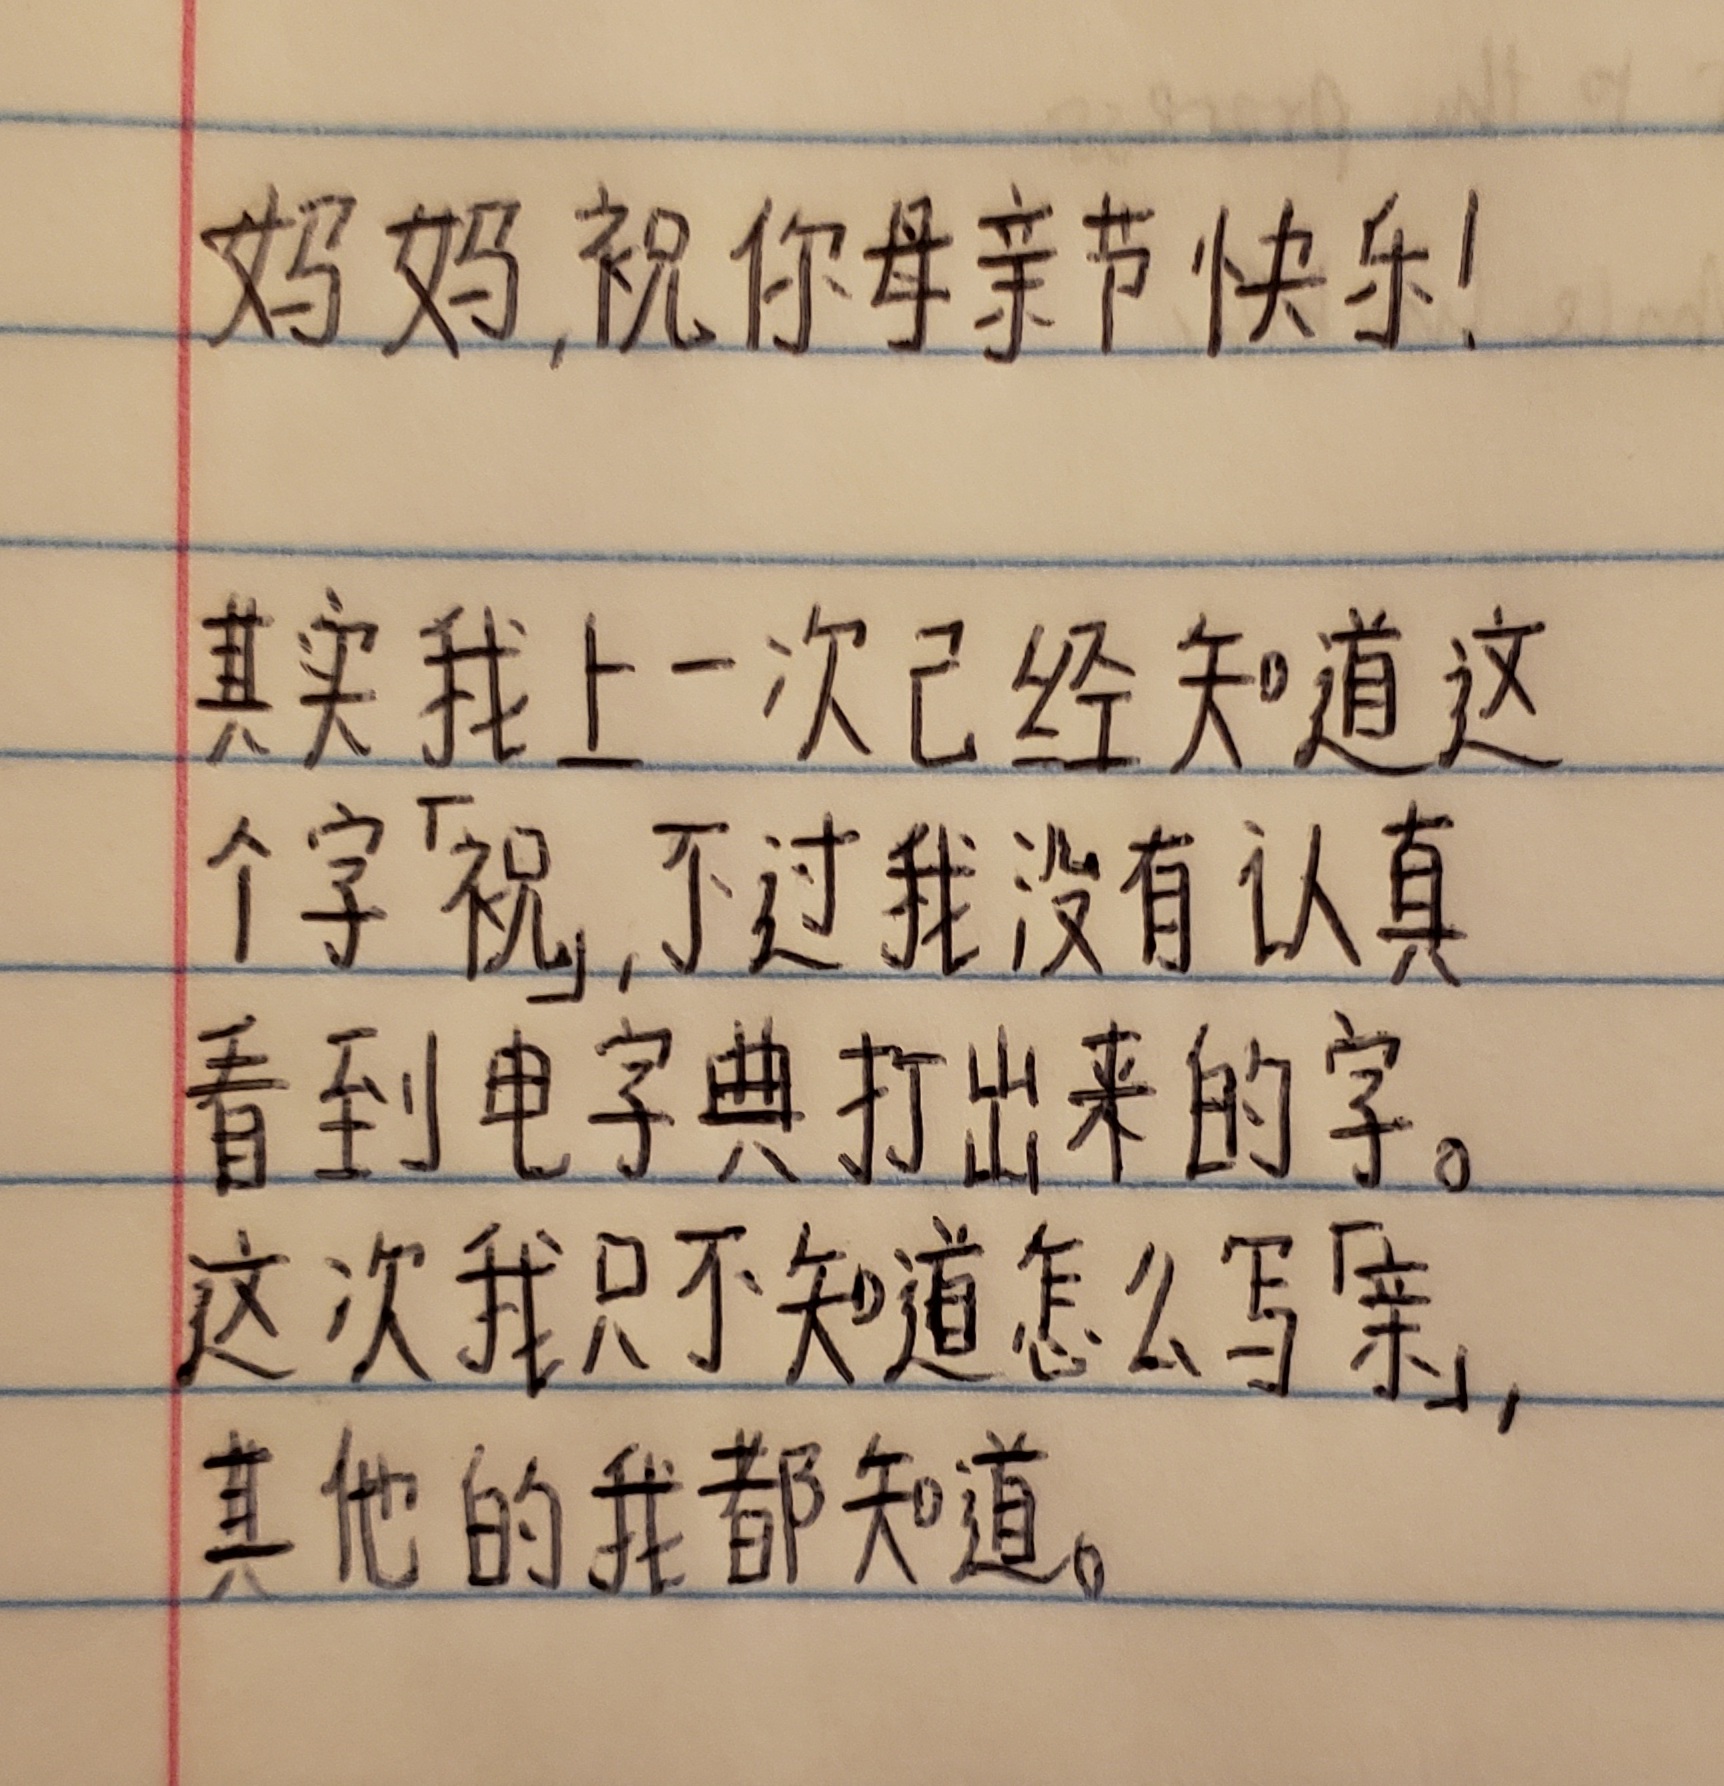 妈妈,祝你母亲节快乐!
其实我上一次己经知道这
个字「祝」,不过我没有认真
看到电字典打出来的字。
这次我只不知道怎么写「亲」,
其他的我都知道。